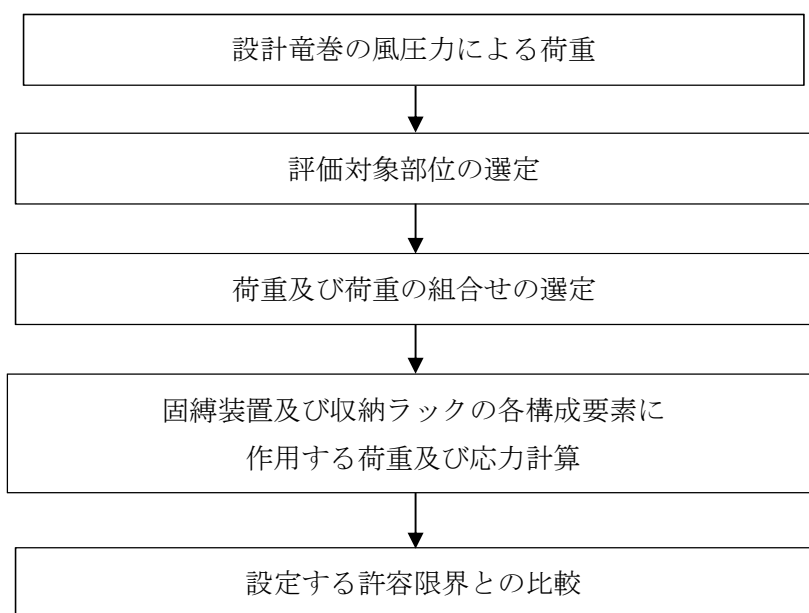 設計竜巻の風圧力による荷重
評価対象部位の選定
荷重及び荷重の組合せの選定
固縛装置及び収納ラックの各構成要素に
作用する荷重及び応力計算
設定する許容限界との比較